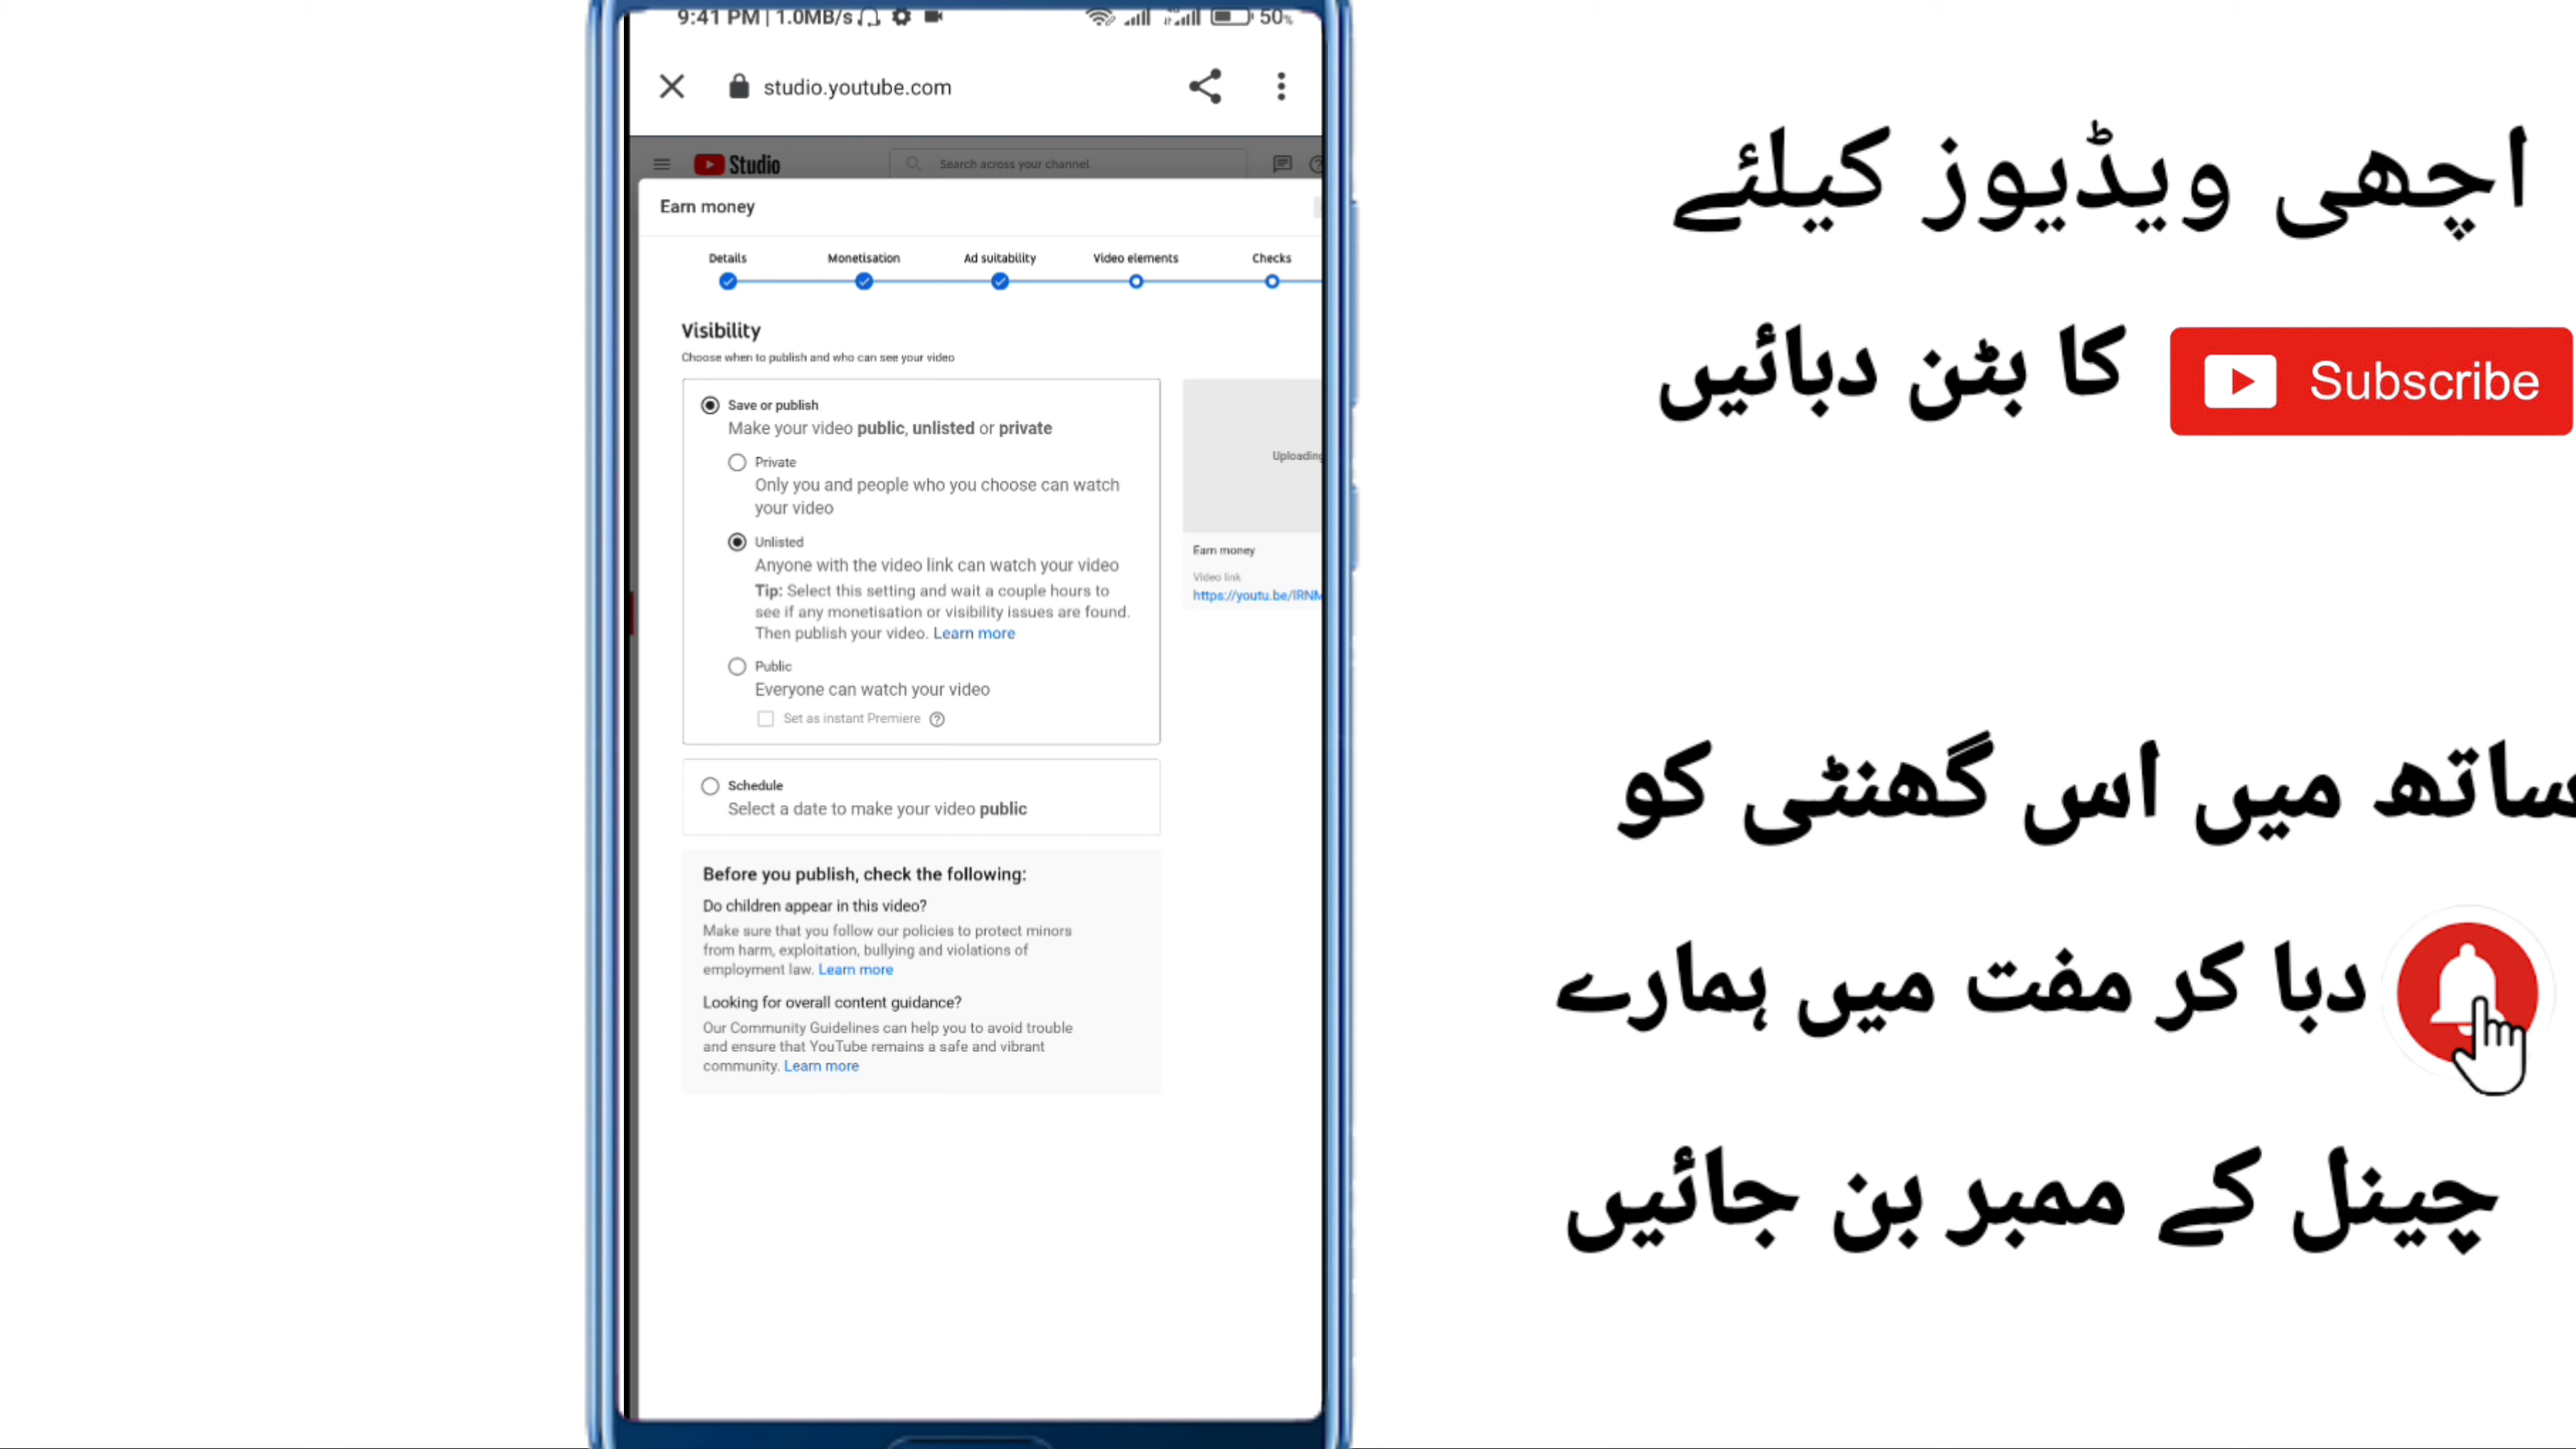 9:41 PM | 1.0MB/s
50%
studio.youtube.com
Studio
Search across your channel
Earn money
Details
Monetisation
Ad suitability
Video elements
Checks
Visibility
Choose when to publish and who can see your video
Save or publish
Make your video public, unlisted or private
Private
Only you and people who you choose can watch
your video
Unlisted
Anyone with the video link can watch your video
Tip: Select this setting and wait a couple hours to
see if any monetisation or visibility issues are found.
Then publish your video. Learn more
Public
Everyone can watch your video
Set as instant Premiere
Schedule
Select a date to make your video public
Before you publish, check the following:
Do children appear in this video?
Make sure that you follow our policies to protect minors
from harm, exploitation, bullying and violations of
employment law. Learn more
Looking for overall content guidance?
Our Community Guidelines can help you to avoid trouble
and ensure that YouTube remains a safe and vibrant
community. Learn more
Uploading
Earn money
Video link
https://youtu.be/lRNM
اچھی ویڈیوز کیلئے
Subscribe کا بٹن دبائیں
ساتھ میں اس گھنٹی کو
دبا کر مفت میں ہمارے
چینل کے ممبر بن جائیں